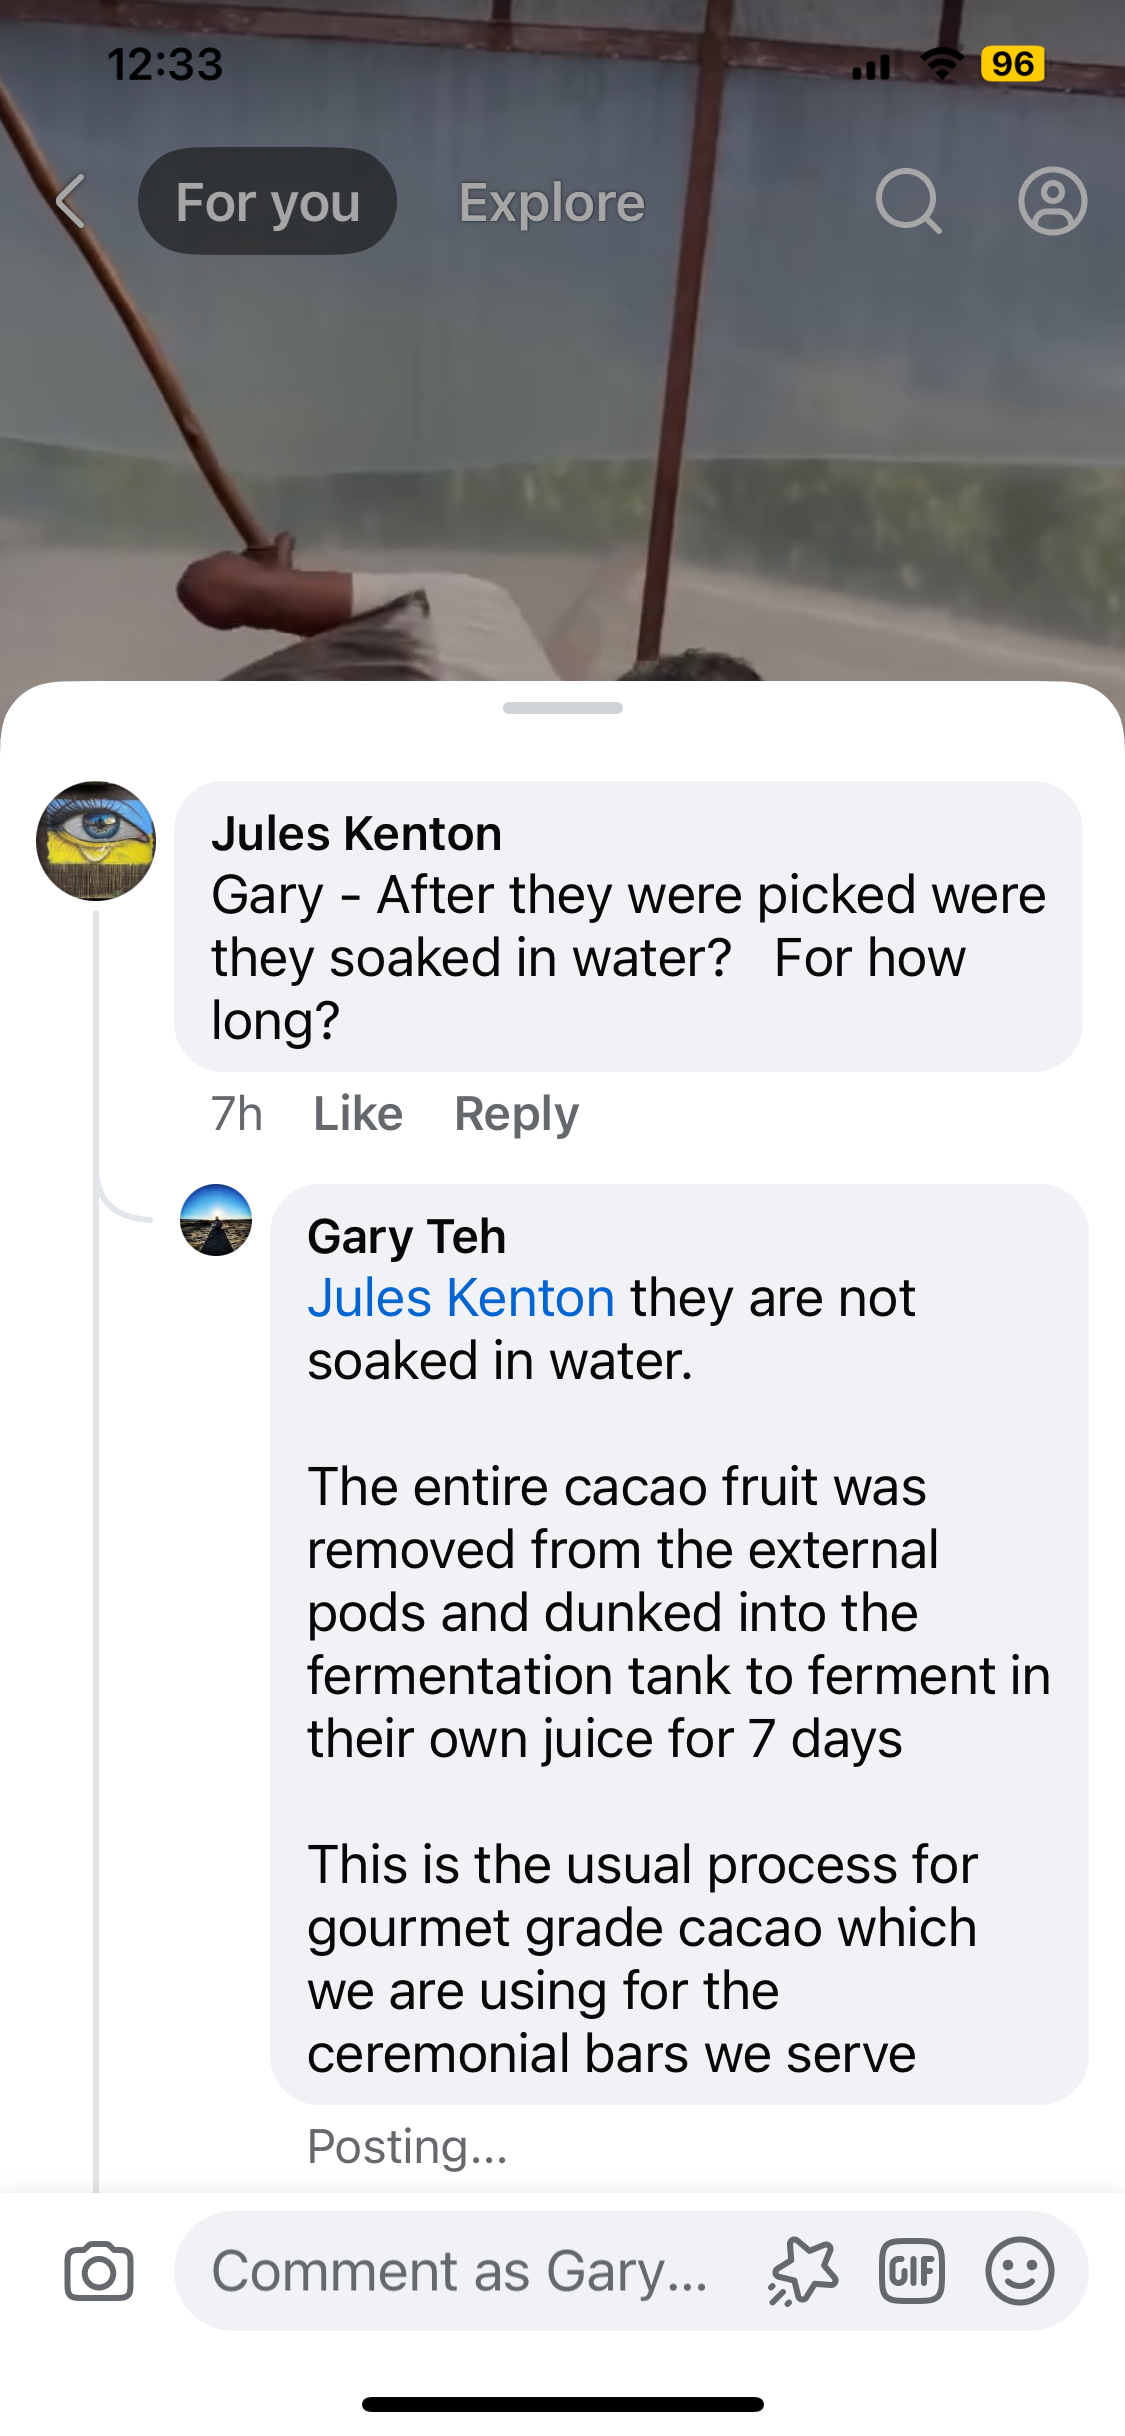 12:33
96
For you Explore
Jules Kenton
Gary - After they were picked were
they soaked in water?   For how
long?
7h Like Reply
Gary Teh
Jules Kenton they are not
soaked in water.
The entire cacao fruit was
removed from the external
pods and dunked into the
fermentation tank to ferment in
their own juice for 7 days
This is the usual process for
gourmet grade cacao which
we are using for the
ceremonial bars we serve
Posting...
Comment as Gary...
GIF